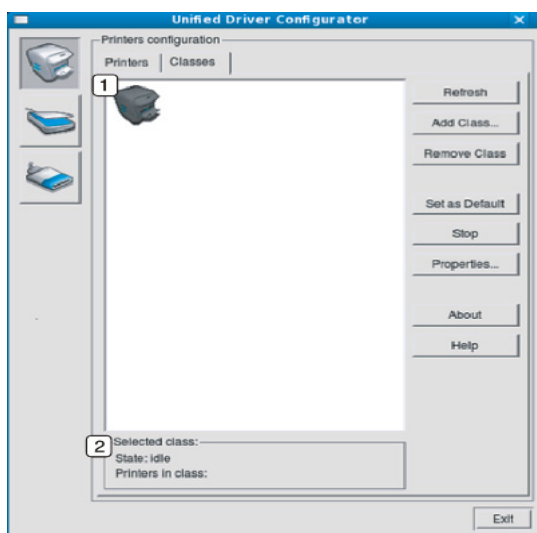 Unified Driver Configurator
Printers configuration
Printers Classes
1
Refresh
Add Class...
Remove Class
Set as Default
Stop
Properties...
About
Help
2
Selected class:
State: idle
Printers in class:
Exit